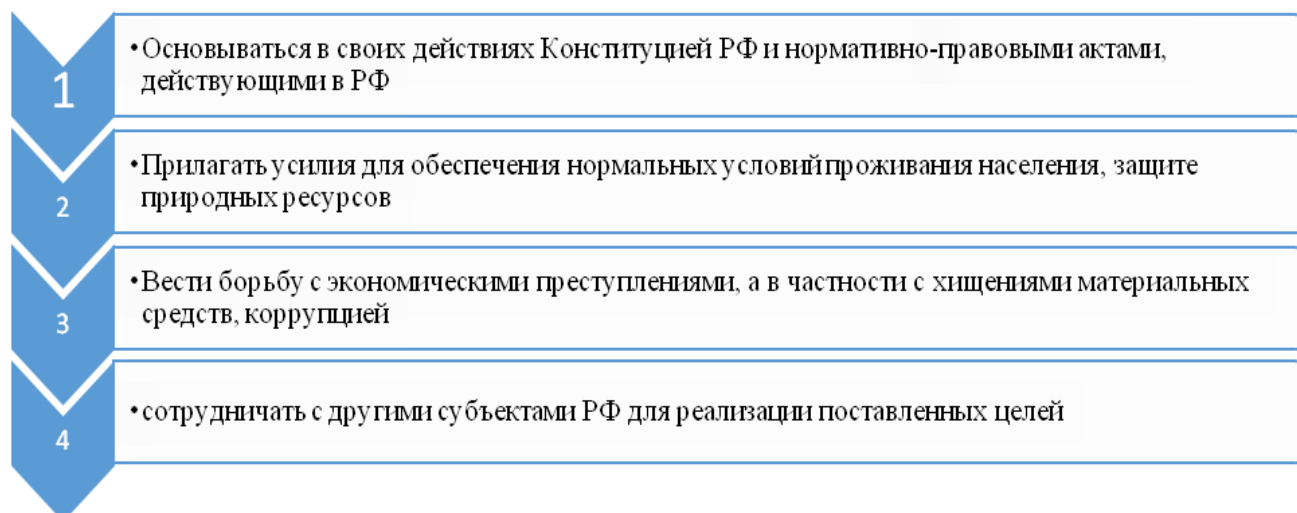 1
•Основываться в своих действиях Конституцией РФ и нормативно-правовыми актами,
действующими в РФ
2
•Прилагать усилия для обеспечения нормальных условий проживания населения, защите
природных ресурсов
3
•Вести борьбу с экономическими преступлениями, а в частности с хищениями материальных
средств, коррупцией
4
•сотрудничать с другими субъектами РФ для реализации поставленных целей